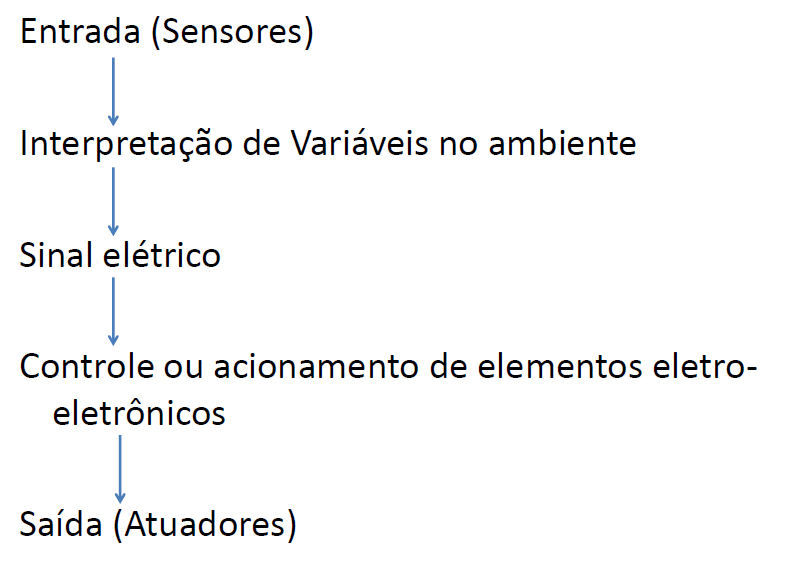 Entrada (Sensores)
Interpretação de Variáveis no ambiente
Sinal elétrico
Controle ou acionamento de elementos eletro-
eletrônicos
Saída (Atuadores)